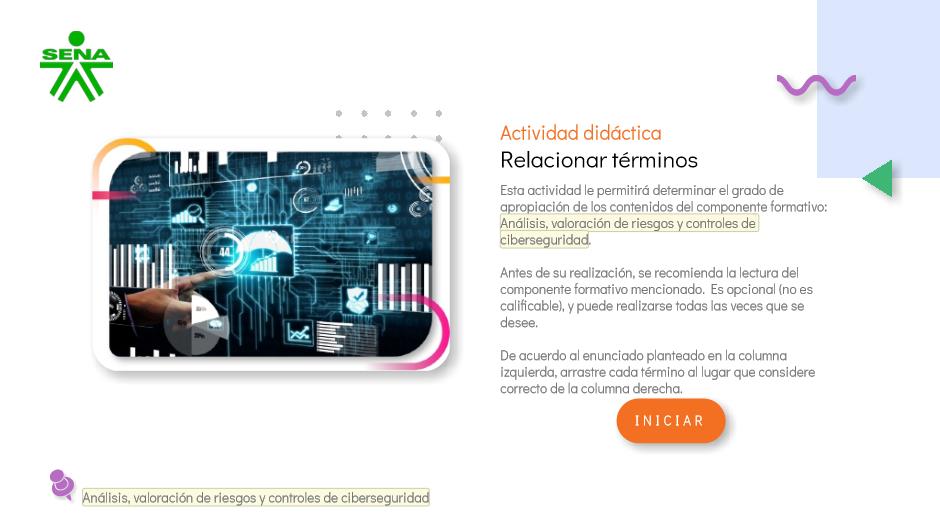 SENA
Actividad didáctica
Relacionar términos
Esta actividad le permitirá determinar el grado de
apropiación de los contenidos del componente formativo:
Análisis, valoración de riesgos y controles de
ciberseguridad.
Antes de su realización, se recomienda la lectura del
componente formativo mencionado. Es opcional (no es
calificable), y puede realizarse todas las veces que se
desee.
De acuerdo al enunciado planteado en la columna
izquierda, arrastre cada término al lugar que considere
correcto de la columna derecha.
INICIAR
Análisis, valoración de riesgos y controles de ciberseguridad